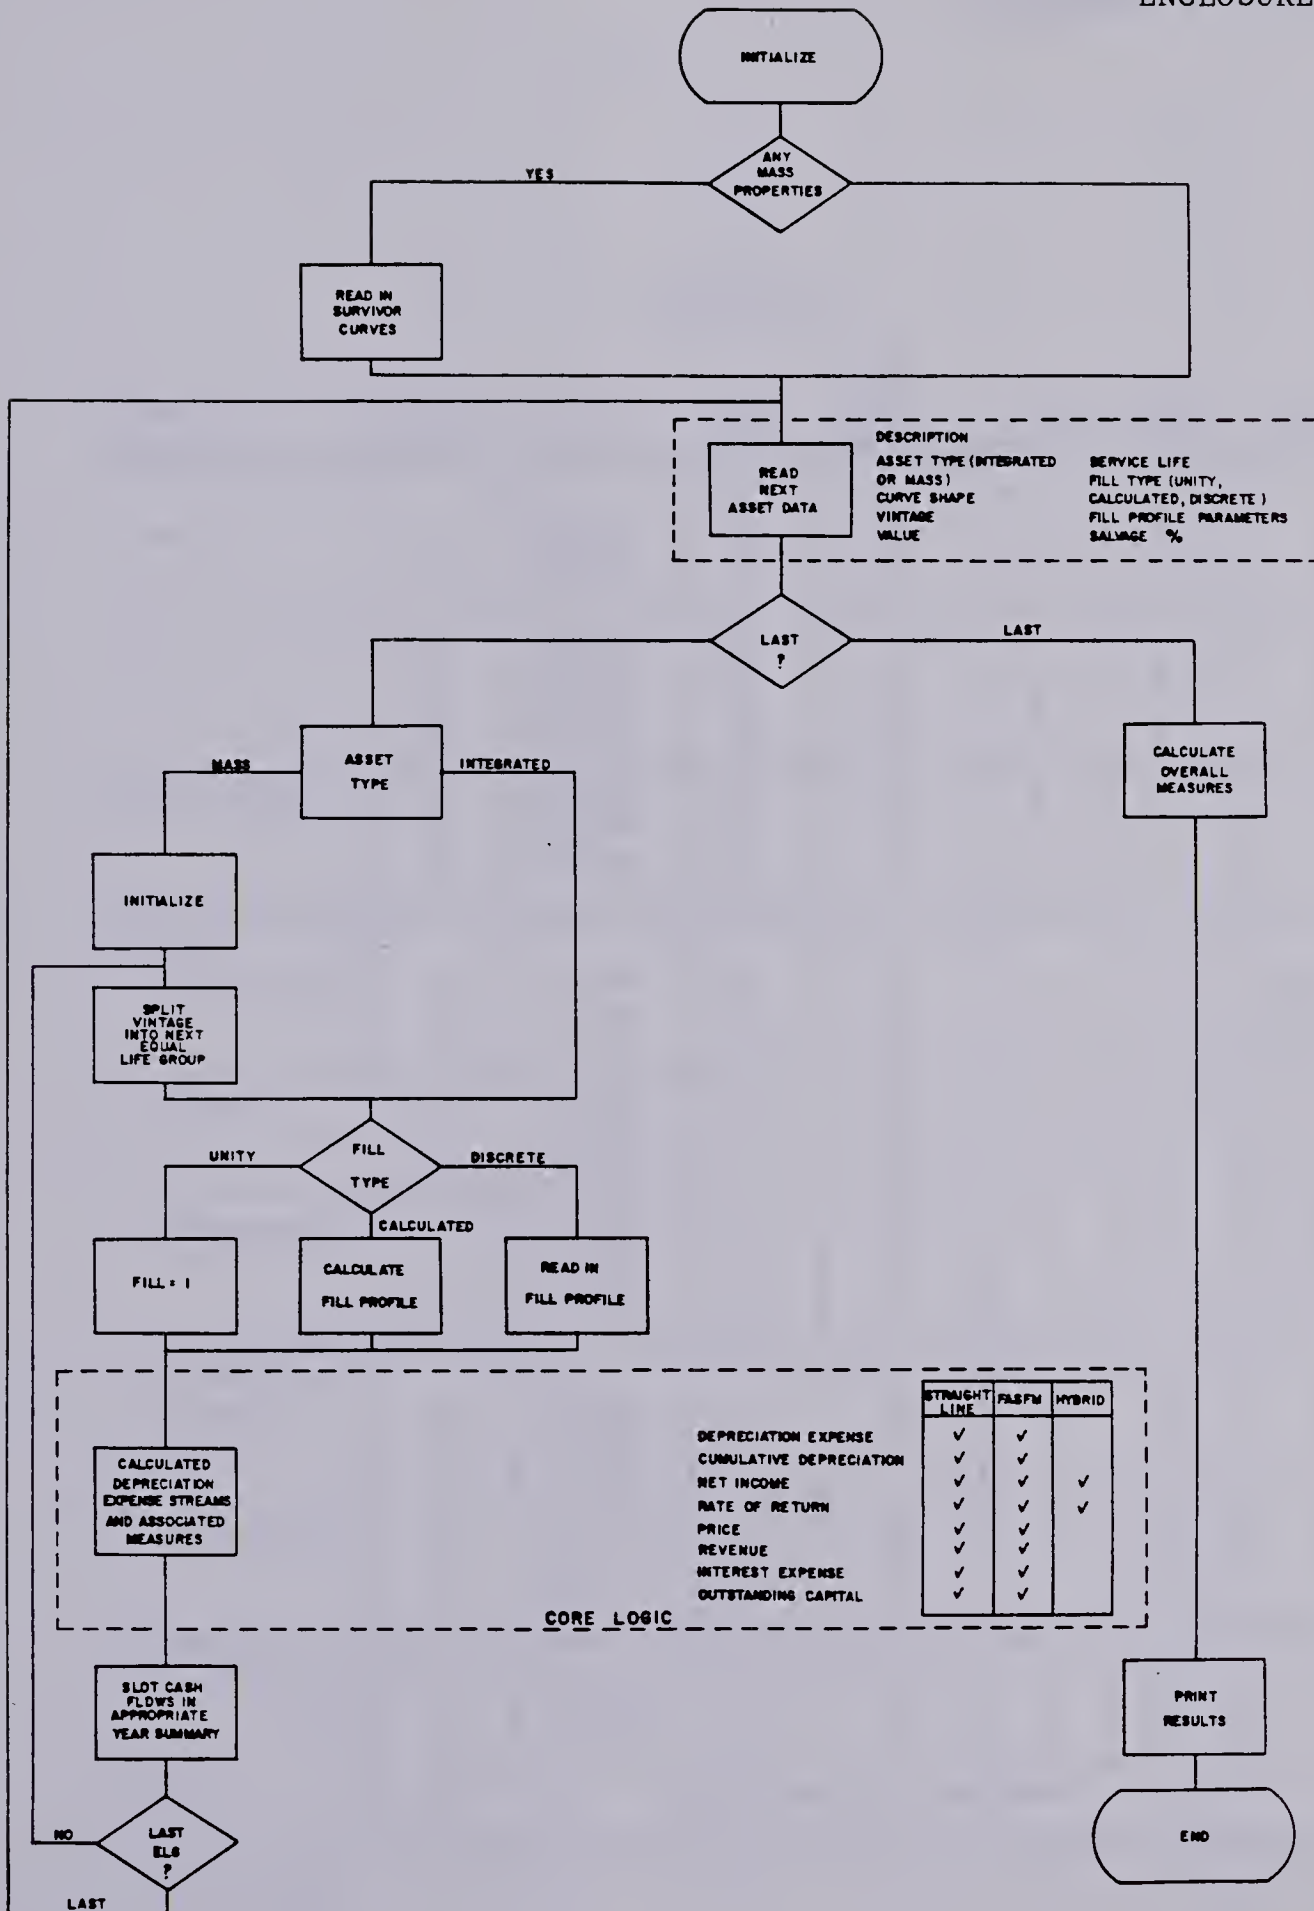 ENCLOSURE
INITIALIZE
ANY
MASS
PROPERTIES
YES
READ IN
SURVIVOR
CURVES
READ
NEXT
ASSET DATA
DESCRIPTION
ASSET TYPE (INTEGRATED
OR MASS)
CURVE SHAPE
VINTAGE
VALUE
SERVICE LIFE
FILL TYPE (UNITY,
CALCULATED, DISCRETE)
FILL PROFILE PARAMETERS
SALVAGE %
LAST
?
LAST
ASSET
TYPE
MASS
INTEGRATED
CALCULATE
OVERALL
MEASURES
INITIALIZE
SPLIT
VINTAGE
INTO NEXT
EQUAL
LIFE GROUP
FILL
TYPE
UNITY
DISCRETE
CALCULATED
FILL = 1
CALCULATE
FILL PROFILE
READ IN
FILL PROFILE
CALCULATED
DEPRECIATION
EXPENSE STREAMS
AND ASSOCIATED
MEASURES
STRAIGHT LINE FASFM HYBRID
DEPRECIATION EXPENSE ✓ ✓
CUMULATIVE DEPRECIATION ✓ ✓
NET INCOME ✓ ✓ ✓
RATE OF RETURN ✓ ✓ ✓
PRICE ✓ ✓
REVENUE ✓ ✓
INTEREST EXPENSE ✓ ✓
OUTSTANDING CAPITAL ✓ ✓
CORE LOGIC
SLOT CASH
FLOWS IN
APPROPRIATE
YEAR SUMMARY
PRINT
RESULTS
LAST
ELG
?
NO
LAST
END